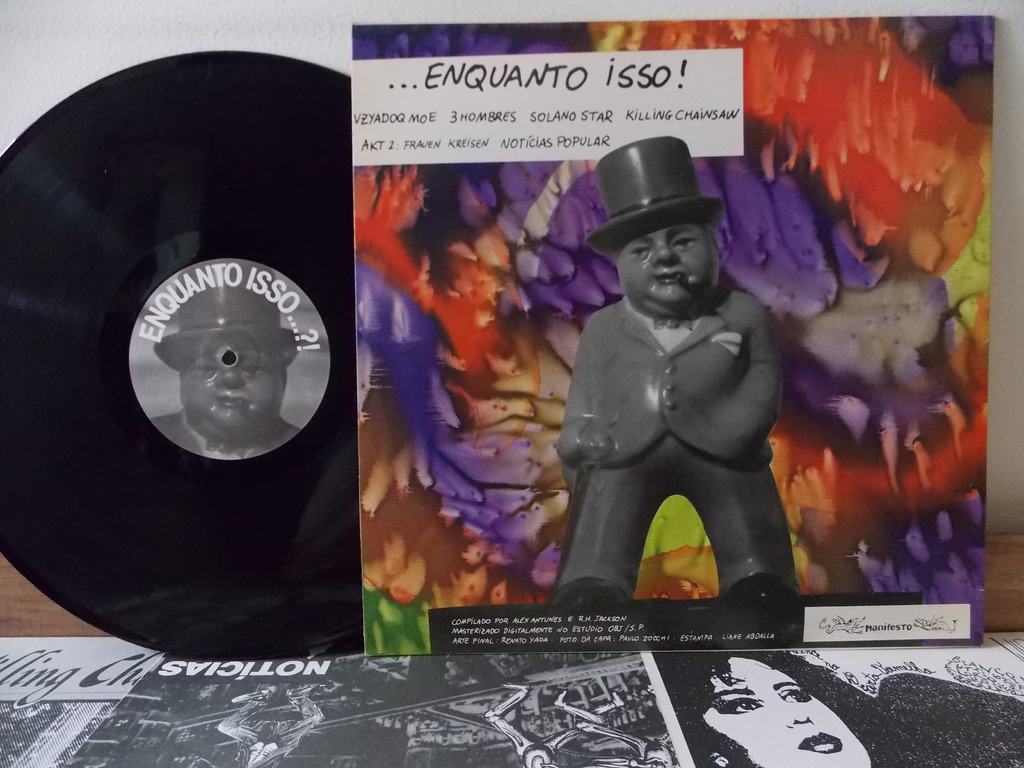 ...ENQUANTO ISSO!
VZYADOQ MOE 3 HOMBRES SOLANO STAR KILLING CHAINSAW
AKT 2: FRAUEN KREISEN NOTÍCIAS POPULAR
ENQUANTO ISSO...?!
COMPILADO POR ALEX ANTUNES E R.H. JACKSON
MASTERIZADO DIGITALMENTE NO ESTÚDIO OBJ/S.P.
ARTE FINAL: RENATO YADA - FOTO DA CAPA: PAULO ZOCCHI - ESTAMPA: LIANE ABDALLA
MANIFESTO
NOTÍCIAS